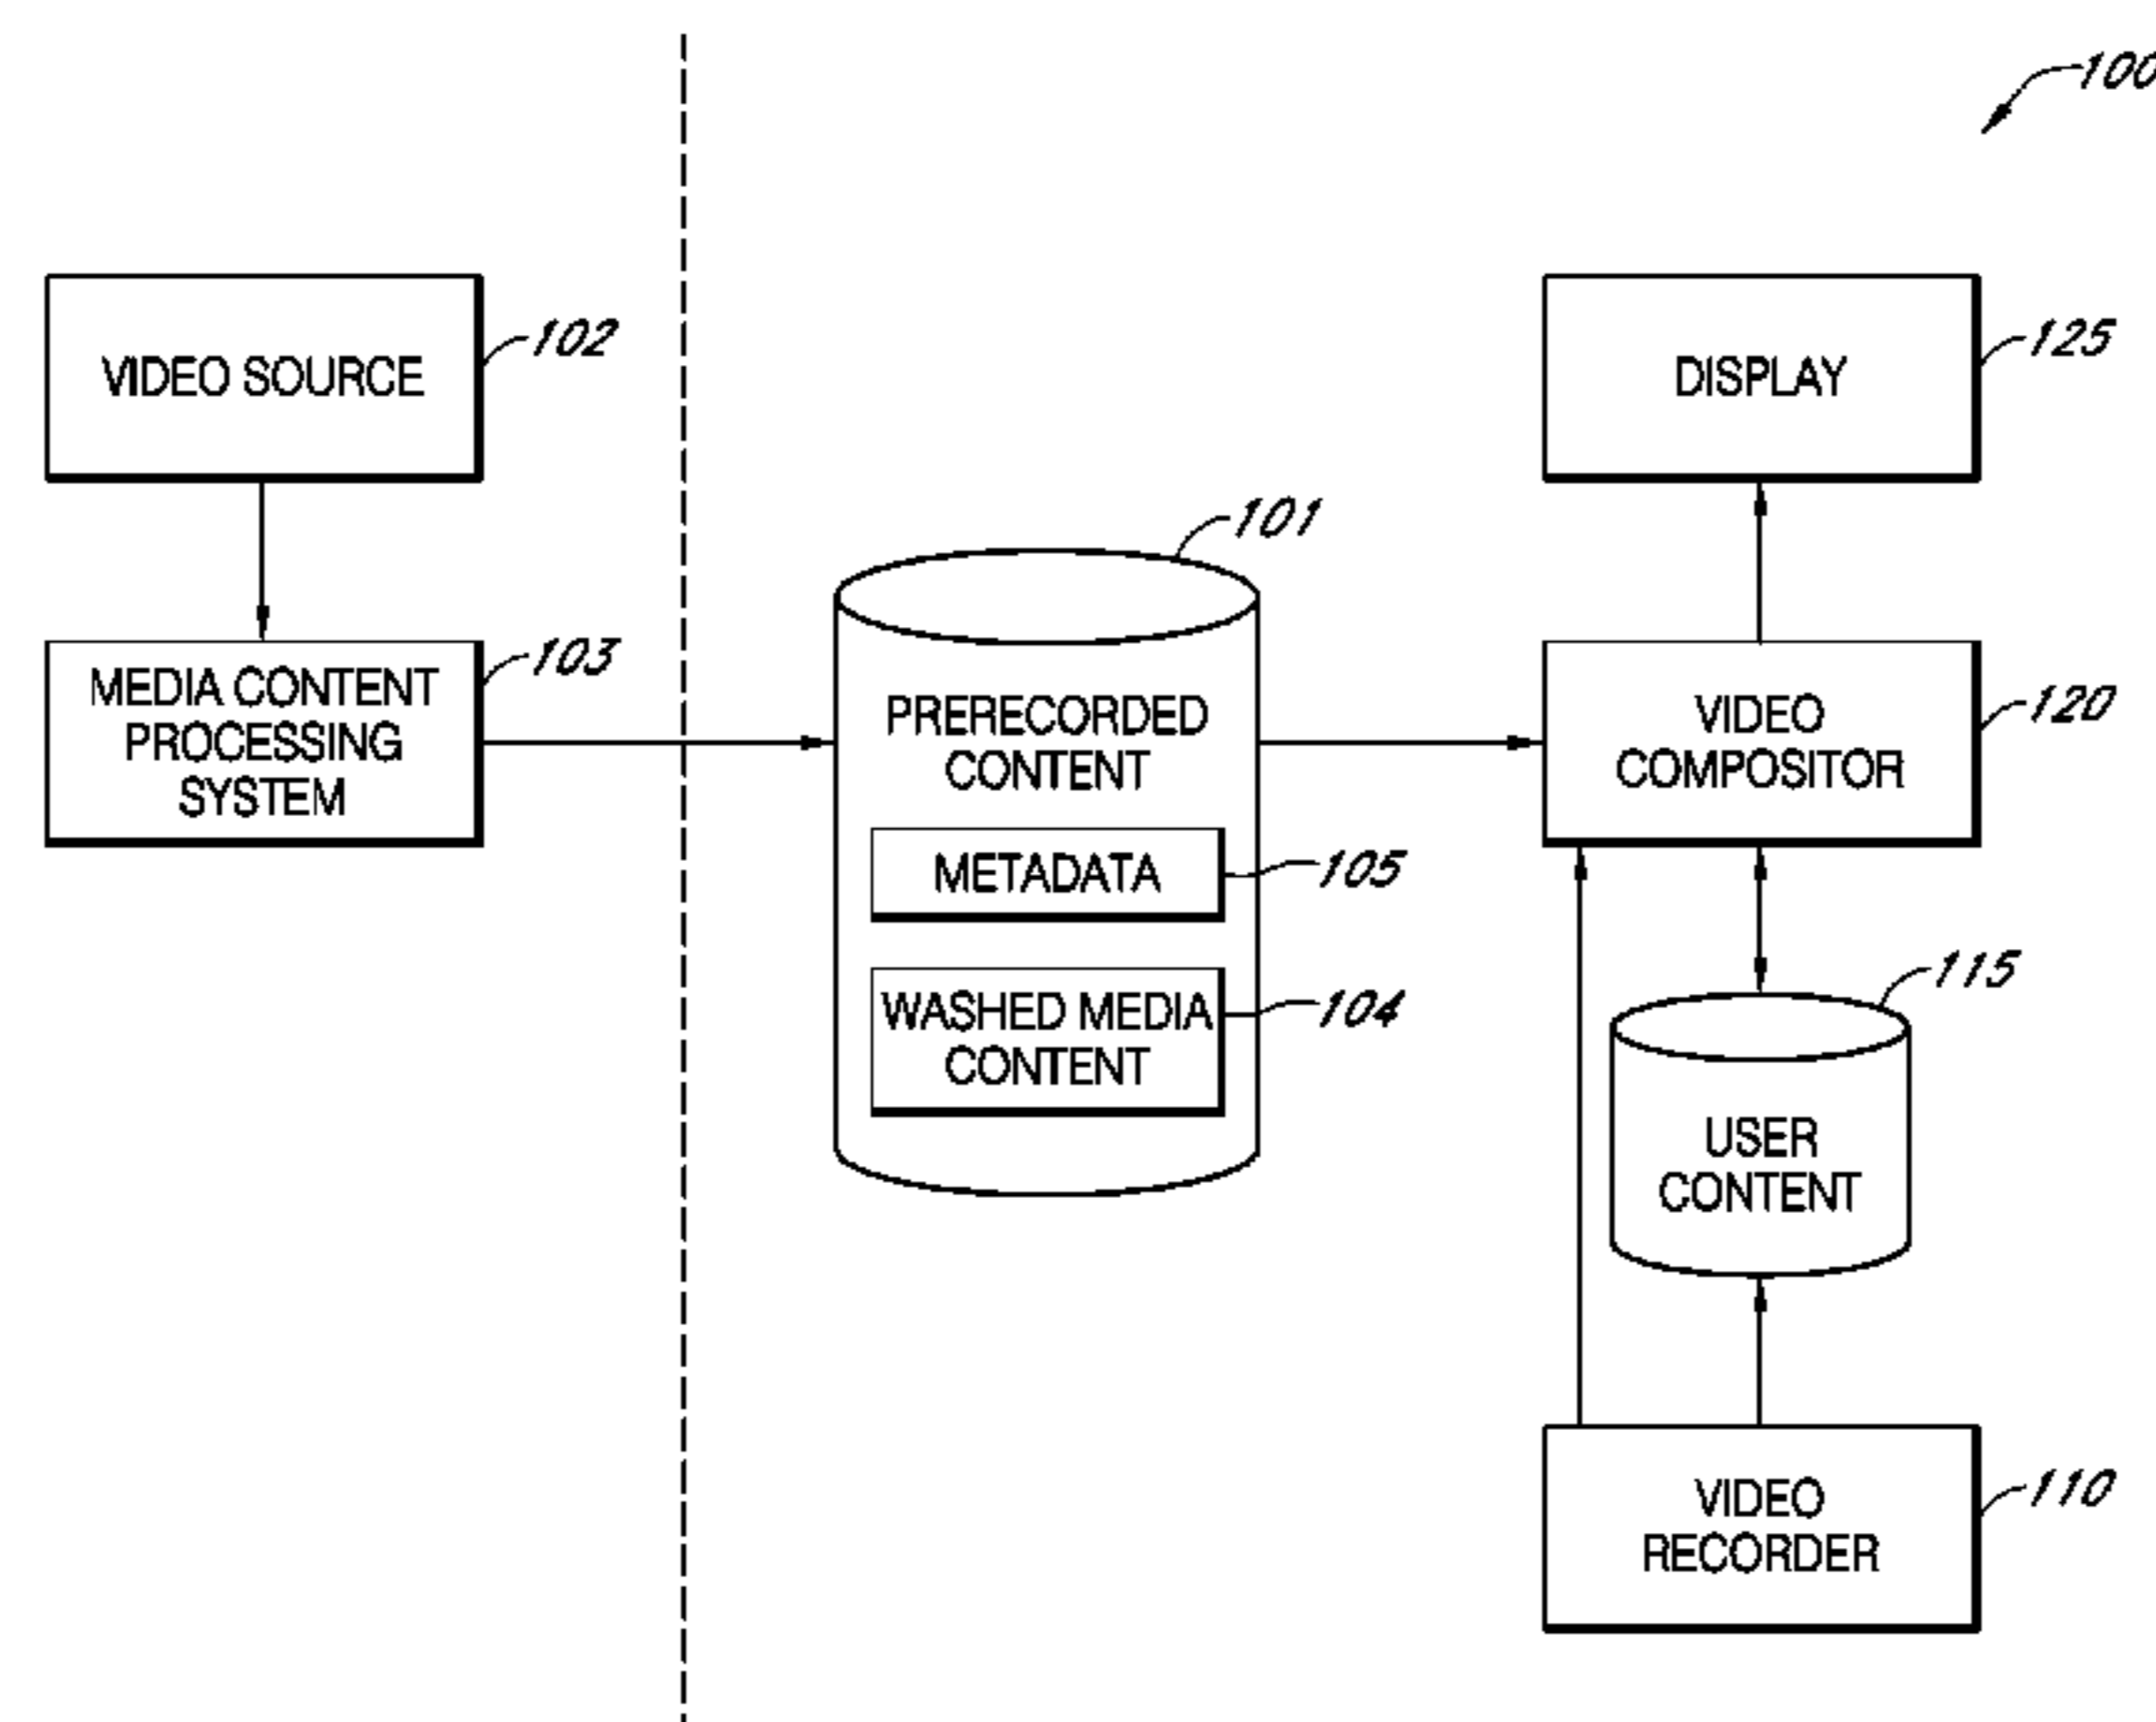 100
VIDEO SOURCE
102
DISPLAY
125
MEDIA CONTENT
PROCESSING
SYSTEM
103
101
PRERECORDED
CONTENT
METADATA
105
WASHED MEDIA
CONTENT
104
VIDEO
COMPOSITOR
120
115
USER
CONTENT
VIDEO
RECORDER
110